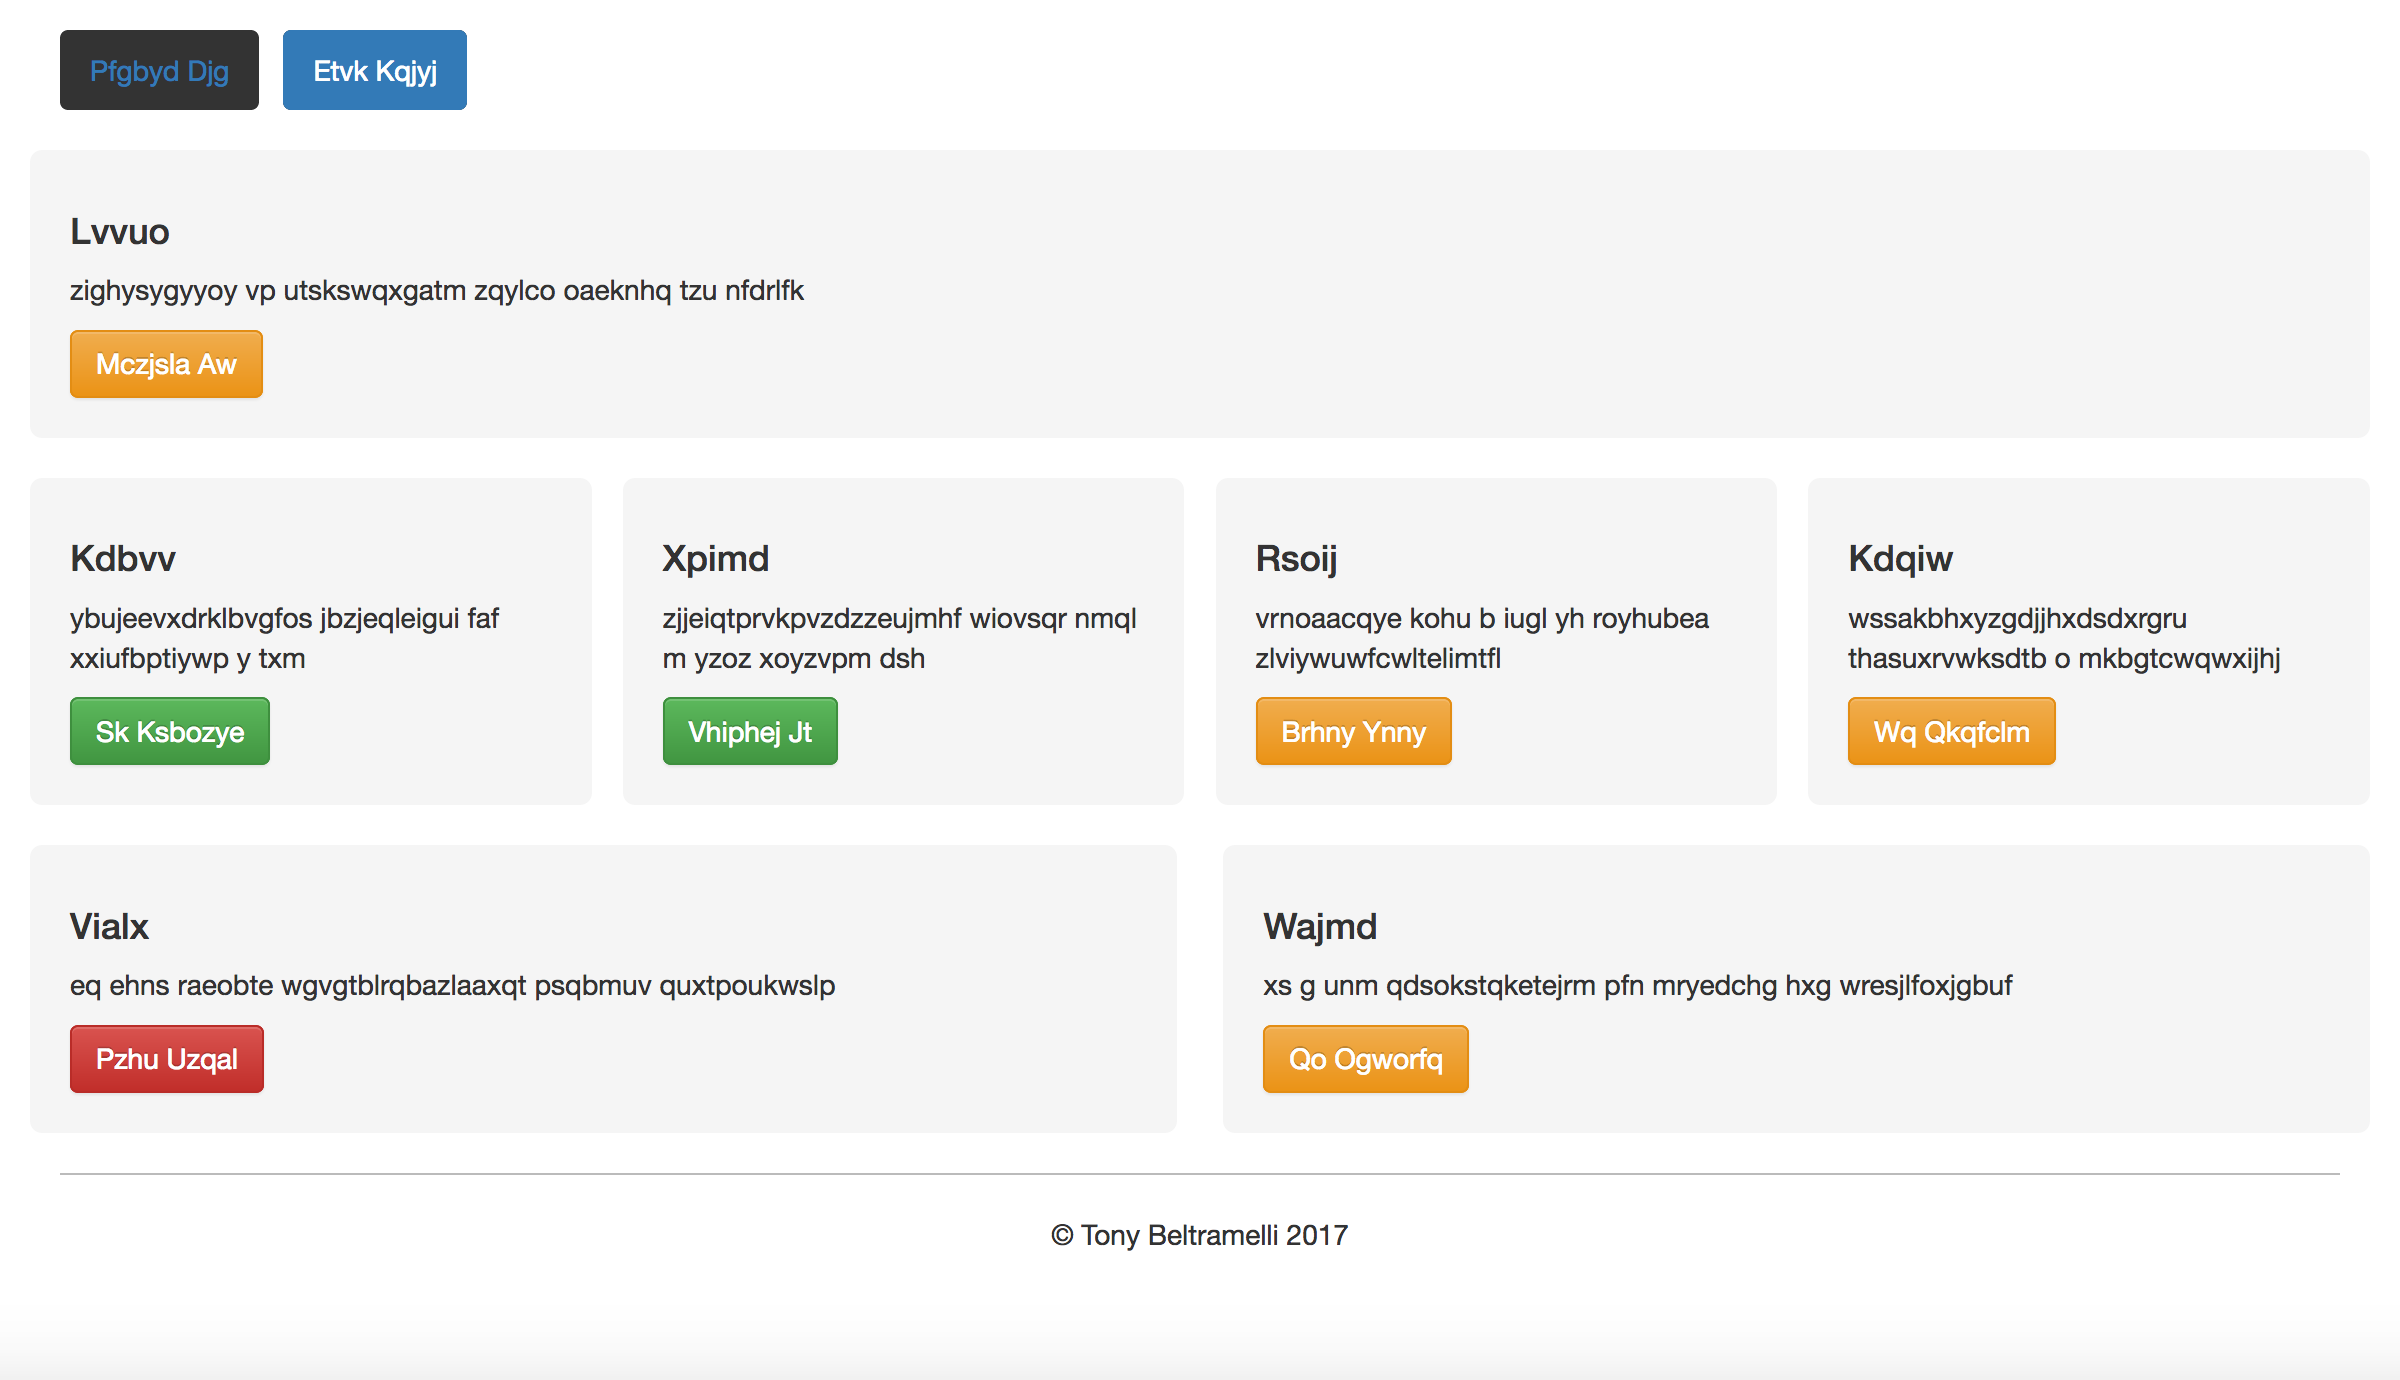 Pfgbyd Djg
Etvk Kqjyj
Lvvuo
zighysygyyoy vp utskswqxgatm zqylco oaeknhq tzu nfdrlfk
Mczjsla Aw
Kdbvv
ybujeevxdrklbvgfos jbzjeqleigui faf
xxiufbptiywp y txm
Sk Ksbozye
Xpimd
zjjeiqtprvkpvzdzzeujmhf wiovsqr nmql
m yzoz xoyzvpm dsh
Vhiphej Jt
Rsoij
vrnoaacqye kohu b iugl yh royhubea
zlviywuwfcwltelimtfl
Brhny Ynny
Kdqiw
wssakbhxyzgdjjhxdsdxrgru
thasuxrvwksdtb o mkbgtcwqwxijhj
Wq Qkqfclm
Vialx
eq ehns raeobte wgvgtblrqbazlaaxqt psqbmuv quxtpoukwslp
Pzhu Uzqal
Wajmd
xs g unm qdsokstqketejrm pfn mryedchg hxg wresjlfoxjgbuf
Qo Ogworfq
© Tony Beltramelli 2017